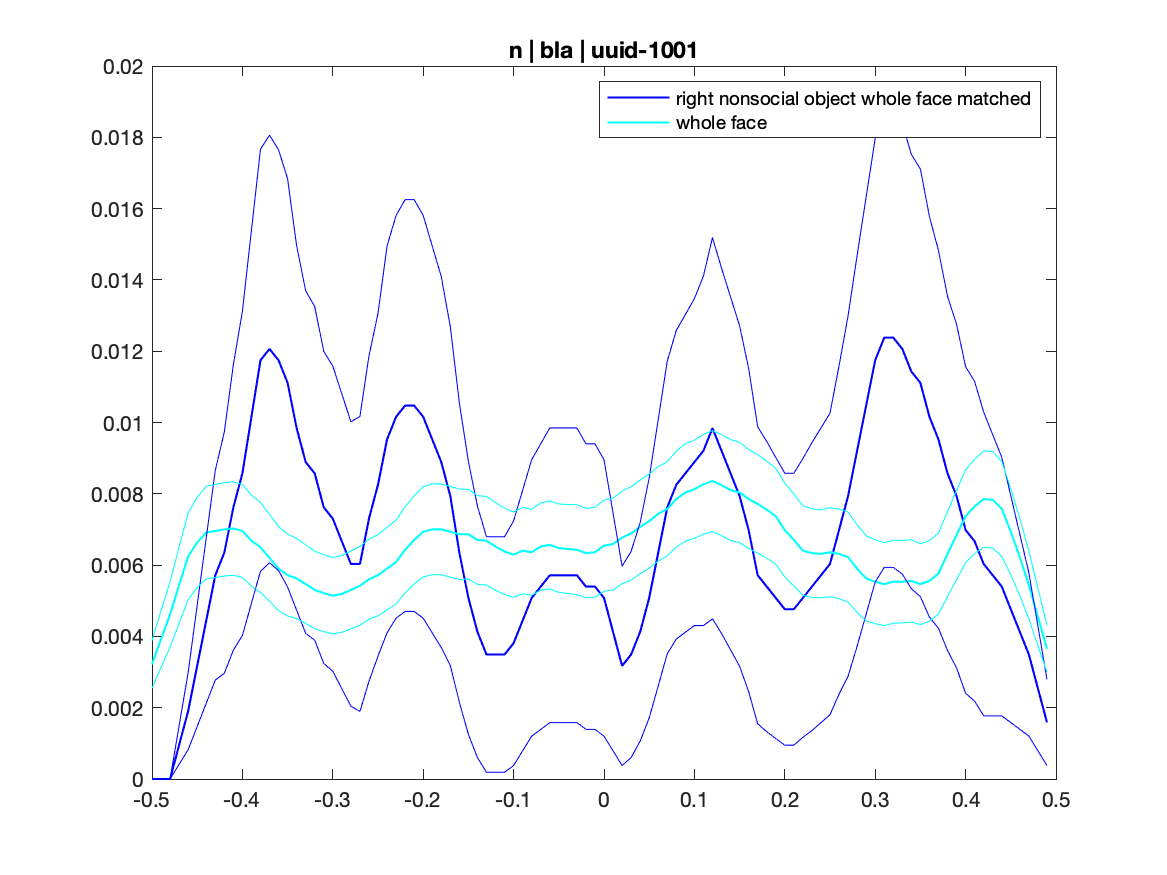 n | bla | uuid-1001
0.02
0.018
0.016
0.014
0.012
0.01
0.008
0.006
0.004
0.002
0
right nonsocial object whole face matched
whole face
-0.5 -0.4 -0.3 -0.2 -0.1 0 0.1 0.2 0.3 0.4 0.5